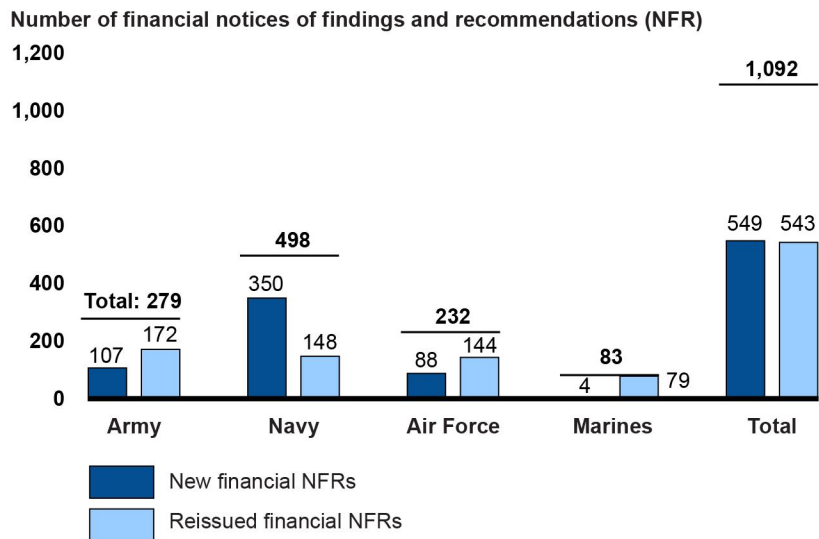 Number of financial notices of findings and recommendations (NFR)
1,200
1,000
800
600
400
200
0
Total: 279
107
172
498
350
148
232
88
144
83
4
79
1,092
549
543
Army
Navy
Air Force
Marines
Total
New financial NFRs
Reissued financial NFRs